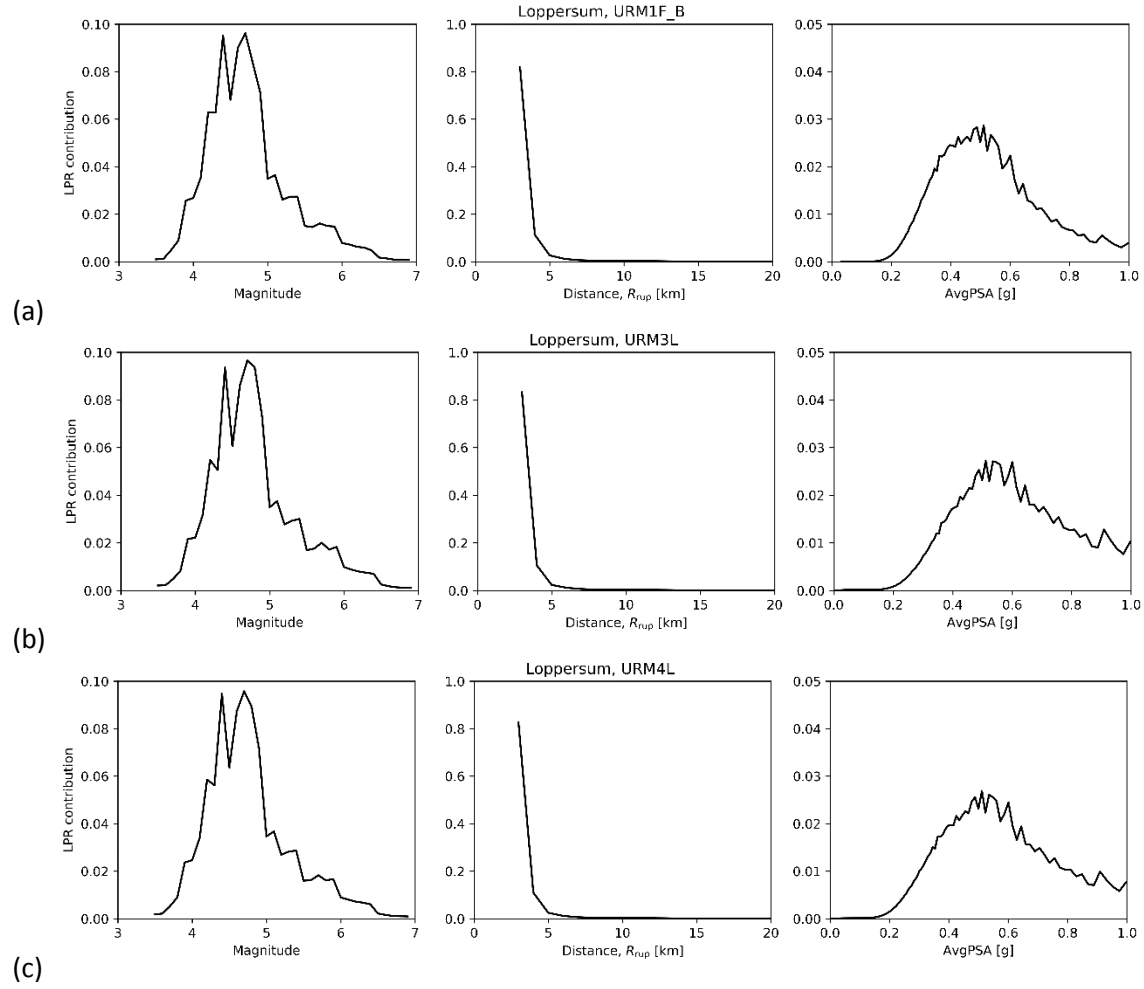 Loppersum, URM1F_B
LPR contribution
0.10
0.08
0.06
0.04
0.02
0.00
3 4 5 6 7
Magnitude
1.0
0.8
0.6
0.4
0.2
0.0
0 5 10 15 20
Distance, Rrup [km]
0.05
0.04
0.03
0.02
0.01
0.00
0.0 0.2 0.4 0.6 0.8 1.0
AvgPSA [g]
(a)
Loppersum, URM3L
LPR contribution
0.10
0.08
0.06
0.04
0.02
0.00
3 4 5 6 7
Magnitude
1.0
0.8
0.6
0.4
0.2
0.0
0 5 10 15 20
Distance, Rrup [km]
0.05
0.04
0.03
0.02
0.01
0.00
0.0 0.2 0.4 0.6 0.8 1.0
AvgPSA [g]
(b)
Loppersum, URM4L
LPR contribution
0.10
0.08
0.06
0.04
0.02
0.00
3 4 5 6 7
Magnitude
1.0
0.8
0.6
0.4
0.2
0.0
0 5 10 15 20
Distance, Rrup [km]
0.05
0.04
0.03
0.02
0.01
0.00
0.0 0.2 0.4 0.6 0.8 1.0
AvgPSA [g]
(c)